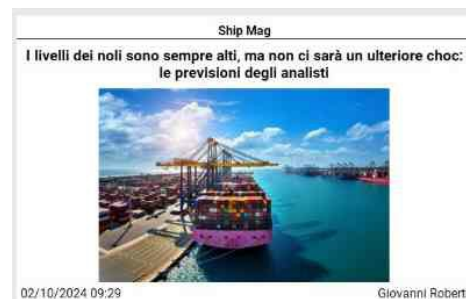 Ship Mag
I livelli dei noli sono sempre alti, ma non ci sarà un ulteriore choc:
le previsioni degli analisti
02/10/2024 09:29
Giovanni Robert